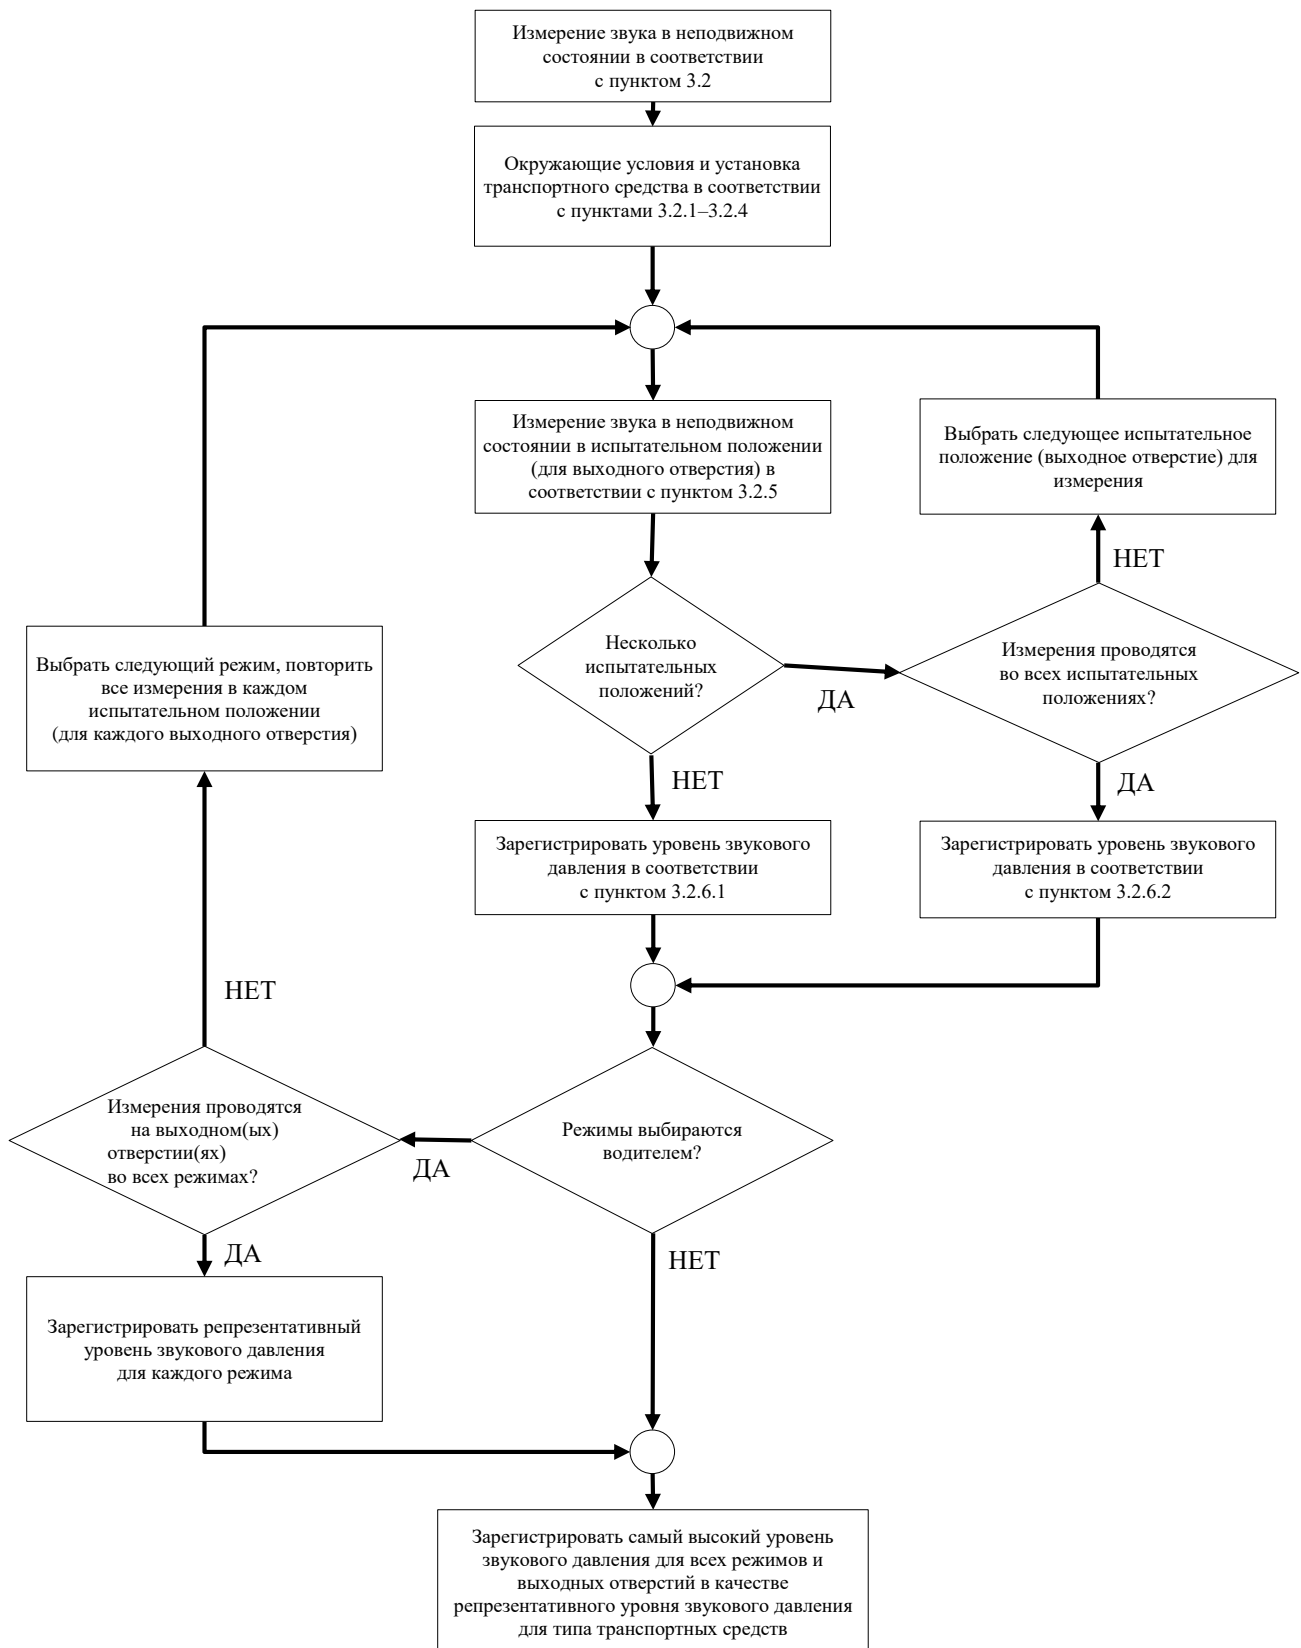 Измерение звука в неподвижном
состоянии в соответствии
с пунктом 3.2
Окружающие условия и установка
транспортного средства в соответствии
с пунктами 3.2.1–3.2.4
Измерение звука в неподвижном
состоянии в испытательном положении
(для выходного отверстия) в
соответствии с пунктом 3.2.5
Выбрать следующее испытательное
положение (выходное отверстие) для
измерения
НЕТ
Несколько
испытательных
положений?
ДА
Измерения проводятся
во всех испытательных
положениях?
Выбрать следующий режим, повторить
все измерения в каждом
испытательном положении
(для каждого выходного отверстия)
НЕТ
ДА
Зарегистрировать уровень звукового
давления в соответствии
с пунктом 3.2.6.1
Зарегистрировать уровень звукового
давления в соответствии
с пунктом 3.2.6.2
НЕТ
Измерения проводятся
на выходном(ых)
отверстии(ях)
во всех режимах?
ДА
Режимы выбираются
водителем?
ДА
НЕТ
Зарегистрировать репрезентативный
уровень звукового давления
для каждого режима
Зарегистрировать самый высокий уровень
звукового давления для всех режимов и
выходных отверстий в качестве
репрезентативного уровня звукового давления
для типа транспортных средств